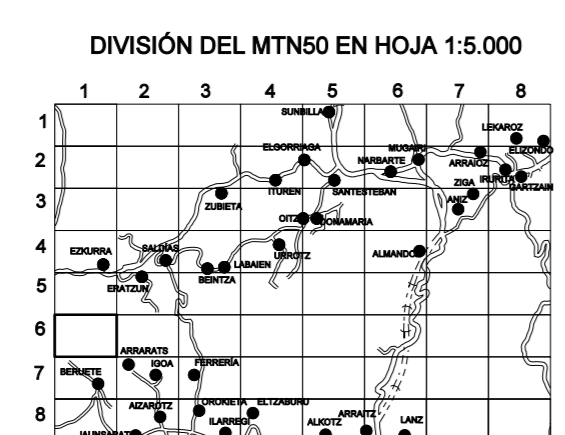 DIVISIÓN DEL MTN50 EN HOJA 1:5.000
1 2 3 4 5 6 7 8
1
SUNBILLA
LEKAROZ
2
ELGORRIAGA
MUGAIRI
ELIZONDO
NARBARTE
ARRAIOZ
IRURITA
ITUREN
SANTESTEBAN
ZIGA
GARTZAIN
3
ZUBIETA
ANIZ
OITZ
DONAMARIA
4
EZKURRA
SALDÍAS
URROTZ
ALMANDOZ
LABAIEN
BEINTZA
5
ERATZUN
6
ARRARATS
7
BERUETE
IGOA
FERRERÍA
8
AIZAROTZ
OROKIETA
ELTZABURU
ILARREGI
ALKOTZ
ARRAITZ
LANZ